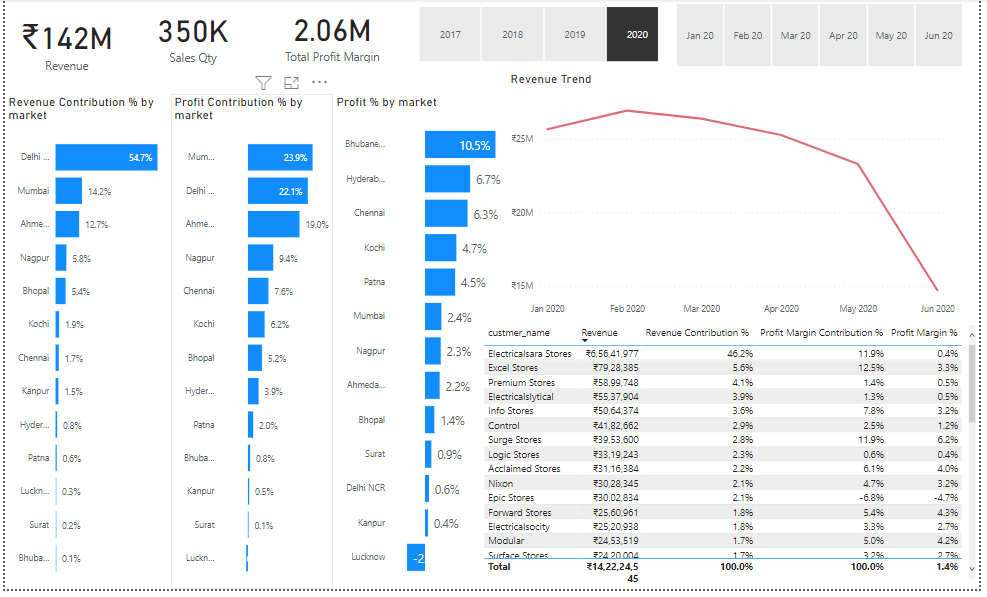 ₹142M
Revenue
350K
Sales Qty
2.06M
Total Profit Margin
2017
2018
2019
2020
Jan 20
Feb 20
Mar 20
Apr 20
May 20
Jun 20
Revenue Contribution % by
market
Delhi ...
54.7%
Mumbai
14.2%
Ahme...
12.7%
Nagpur
5.8%
Bhopal
5.4%
Kochi
1.9%
Chennai
1.7%
Kanpur
1.5%
Hyder...
0.8%
Patna
0.6%
Luckn...
0.3%
Surat
0.2%
Bhuba...
0.1%
Profit Contribution % by
market
Mum...
23.9%
Delhi ...
22.1%
Ahme...
19.0%
Nagpur
9.4%
Chennai
7.6%
Kochi
6.2%
Bhopal
5.2%
Hyder...
3.9%
Patna
2.0%
Bhuba...
0.8%
Kanpur
0.5%
Surat
0.1%
Luckn...
Profit % by market
Bhubane...
10.5%
Hyderab...
6.7%
Chennai
6.3%
Kochi
4.7%
Patna
4.5%
Mumbai
2.4%
Nagpur
2.3%
Ahmeda...
2.2%
Bhopal
1.4%
Surat
0.9%
Delhi NCR
0.6%
Kanpur
0.4%
Lucknow
-2
Revenue Trend
₹25M
₹20M
₹15M
Jan 2020
Feb 2020
Mar 2020
Apr 2020
May 2020
Jun 2020
custmer_name Revenue Revenue Contribution % Profit Margin Contribution % Profit Margin %
Electricalsara Stores ₹6,56,41,977 46.2% 11.9% 0.4%
Excel Stores ₹79,28,385 5.6% 12.5% 3.3%
Premium Stores ₹58,99,748 4.1% 1.4% 0.5%
Electricalslytical ₹55,37,904 3.9% 1.3% 0.5%
Info Stores ₹50,64,374 3.6% 7.8% 3.2%
Control ₹41,82,662 2.9% 2.5% 1.2%
Surge Stores ₹39,53,600 2.8% 11.9% 6.2%
Logic Stores ₹33,19,243 2.3% 0.6% 0.4%
Acclaimed Stores ₹31,16,384 2.2% 6.1% 4.0%
Nixon ₹30,28,345 2.1% 4.7% 3.2%
Epic Stores ₹30,02,834 2.1% -6.8% -4.7%
Forward Stores ₹25,60,961 1.8% 5.4% 4.3%
Electricalsocity ₹25,20,938 1.8% 3.3% 2.7%
Modular ₹24,53,519 1.7% 5.0% 4.2%
Surface Stores ₹24,20,004 1.7% 3.2% 2.7%
Total ₹14,22,24,5 100.0% 100.0% 1.4%
45